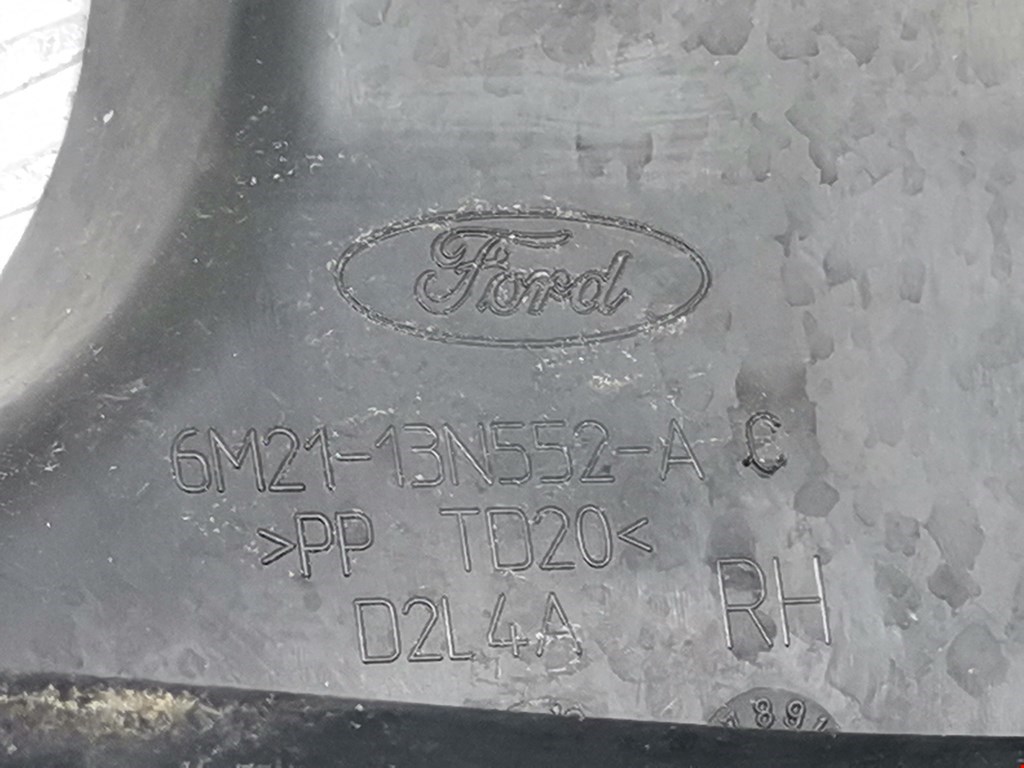 Ford
6M21-13N552-A C
>PP TD20<
D2L4A
RH